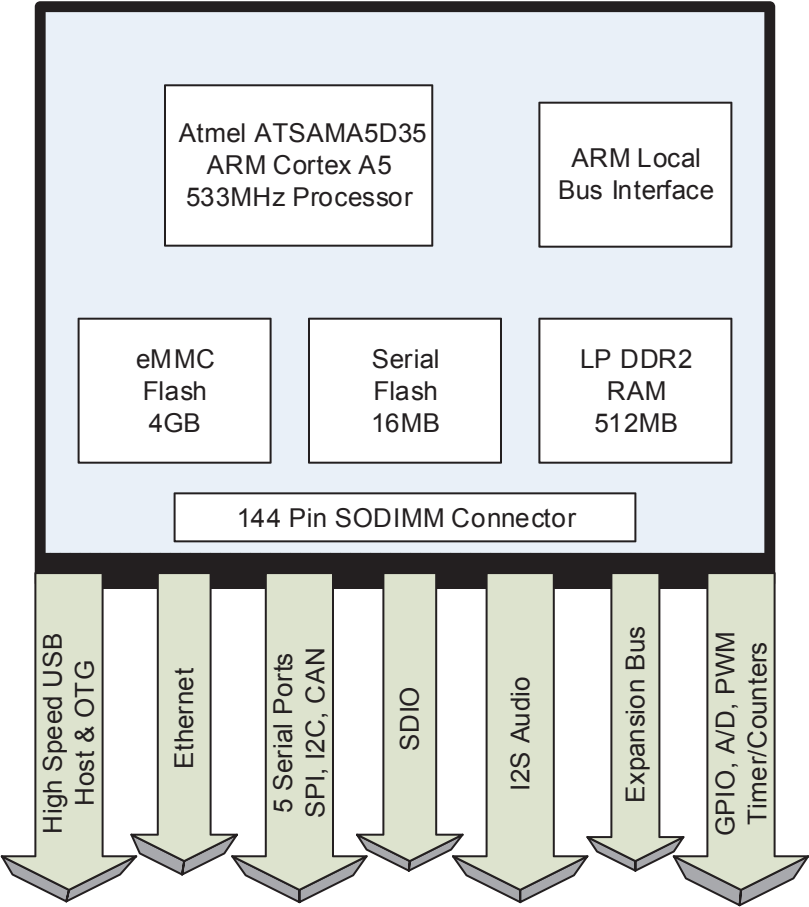 Atmel ATSAMA5D35
ARM Cortex A5
533MHz Processor
ARM Local
Bus Interface
eMMC
Flash
4GB
Serial
Flash
16MB
LP DDR2
RAM
512MB
144 Pin SODIMM Connector
High Speed USB
Host & OTG
Ethernet
5 Serial Ports
SPI, I2C, CAN
SDIO
I2S Audio
Expansion Bus
GPIO, A/D, PWM
Timer/Counters